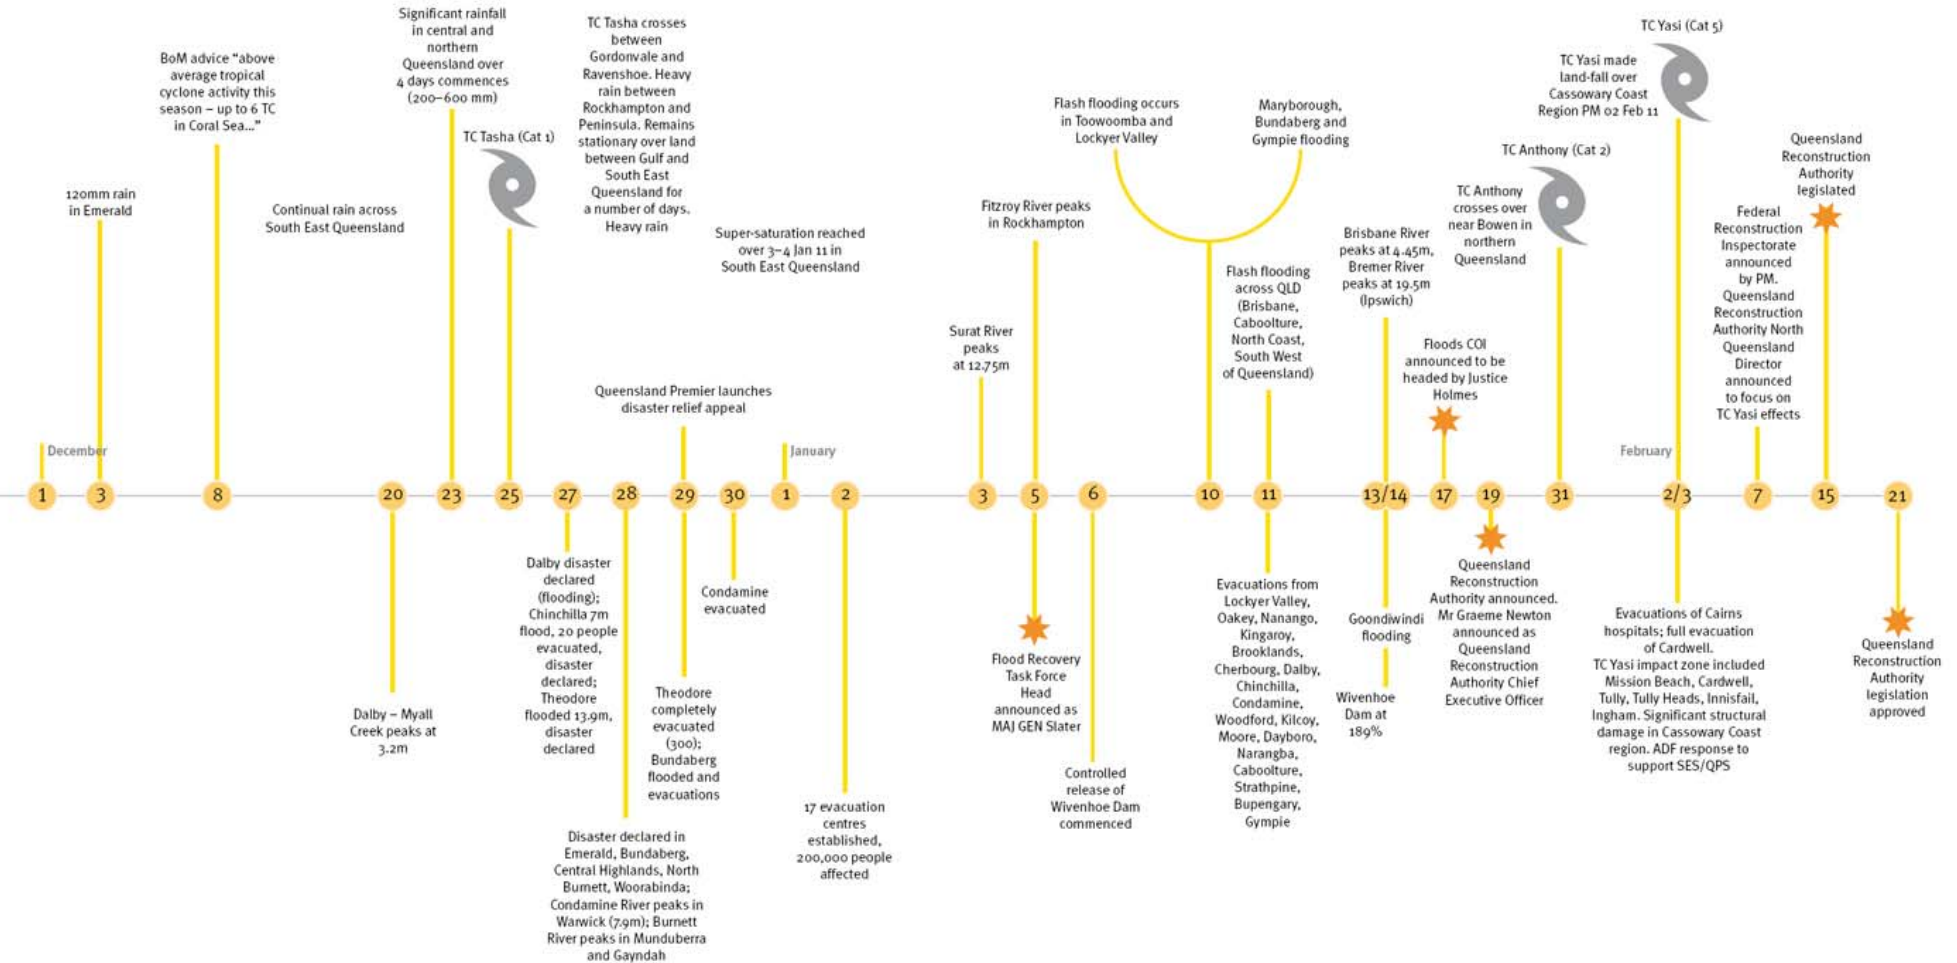 120mm rain
in Emerald
BoM advice “above
average tropical
cyclone activity this
season – up to 6 TC
in Coral Sea...”
Continual rain across
South East Queensland
Significant rainfall
in central and
northern
Queensland over
4 days commences
(200–600 mm)
TC Tasha (Cat 1)
TC Tasha crosses
between
Gordonvale and
Ravenshoe. Heavy
rain between
Rockhampton and
Peninsula. Remains
stationary over land
between Gulf and
South East
Queensland for
a number of days.
Heavy rain
Queensland Premier launches
disaster relief appeal
Super-saturation reached
over 3–4 Jan 11 in
South East Queensland
Surat River
peaks
at 12.75m
Fitzroy River peaks
in Rockhampton
Flash flooding occurs
in Toowoomba and
Lockyer Valley
Maryborough,
Bundaberg and
Gympie flooding
Flash flooding
across QLD
(Brisbane,
Caboolture,
North Coast,
South West
of Queensland)
Brisbane River
peaks at 4.45m,
Bremer River
peaks at 19.5m
(Ipswich)
Floods COI
announced to be
headed by Justice
Holmes
TC Anthony (Cat 2)
TC Anthony
crosses over
near Bowen in
northern
Queensland
TC Yasi (Cat 5)
TC Yasi made
land-fall over
Cassowary Coast
Region PM 02 Feb 11
Federal
Reconstruction
Inspectorate
announced
by PM.
Queensland
Reconstruction
Authority North
Queensland
Director
announced
to focus on
TC Yasi effects
Queensland
Reconstruction
Authority
legislated
December
January
February
1 3 8 20 23 25 27 28 29 30 1 2 3 5 6 10 11 13/14 17 19 31 2/3 7 15 21
Dalby – Myall
Creek peaks at
3.2m
Dalby disaster
declared
(flooding);
Chinchilla 7m
flood, 20 people
evacuated,
disaster
declared;
Theodore
flooded 13.9m,
disaster
declared
Disaster declared in
Emerald, Bundaberg,
Central Highlands, North
Burnett, Woorabinda;
Condamine River peaks in
Warwick (7.9m); Burnett
River peaks in Munduberra
and Gayndah
Theodore
completely
evacuated
(300);
Bundaberg
flooded and
evacuations
Condamine
evacuated
17 evacuation
centres
established,
200,000 people
affected
Flood Recovery
Task Force
Head
announced as
MAJ GEN Slater
Controlled
release of
Wivenhoe Dam
commenced
Evacuations from
Lockyer Valley,
Oakey, Nanango,
Kingaroy,
Brooklands,
Cherbourg, Dalby,
Chinchilla,
Condamine,
Woodford, Kilcoy,
Moore, Dayboro,
Narangba,
Caboolture,
Strathpine,
Bupengary,
Gympie
Goondiwindi
flooding
Wivenhoe
Dam at
189%
Queensland
Reconstruction
Authority announced.
Mr Graeme Newton
announced as
Queensland
Reconstruction
Authority Chief
Executive Officer
Evacuations of Cairns
hospitals; full evacuation
of Cardwell.
TC Yasi impact zone included
Mission Beach, Cardwell,
Tully, Tully Heads, Innisfail,
Ingham. Significant structural
damage in Cassowary Coast
region. ADF response to
support SES/QPS
Queensland
Reconstruction
Authority
legislation
approved